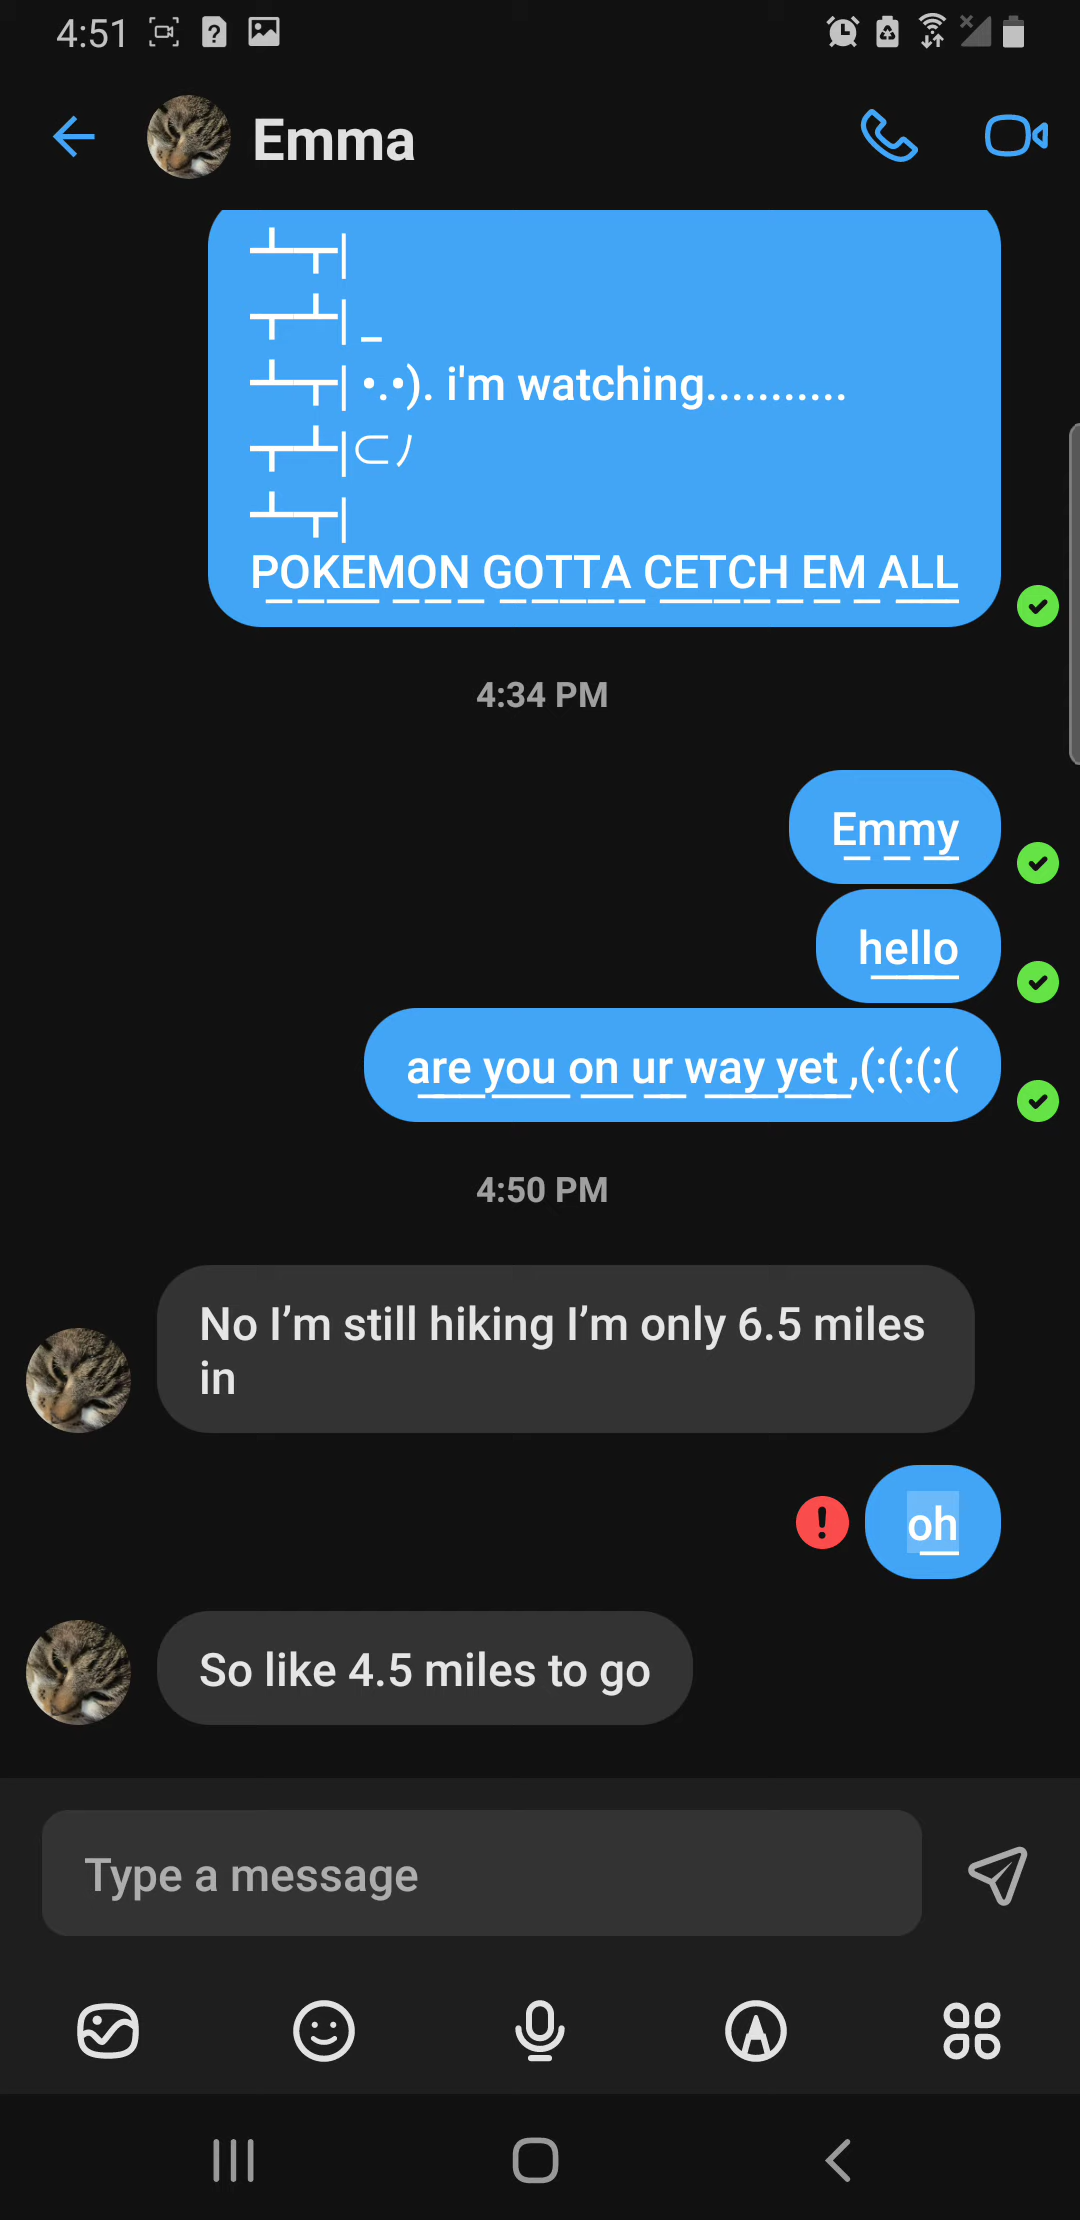 4:51
Emma
┴┬|
┬┴| _
┴┬| •.•). i'm watching...........
┬┴|⊂ﾉ
┴┬|
POKEMON GOTTA CETCH EM ALL
4:34 PM
Emmy
hello
are you on ur way yet ,(:(:(:(
4:50 PM
No I’m still hiking I’m only 6.5 miles
in
oh
So like 4.5 miles to go
Type a message